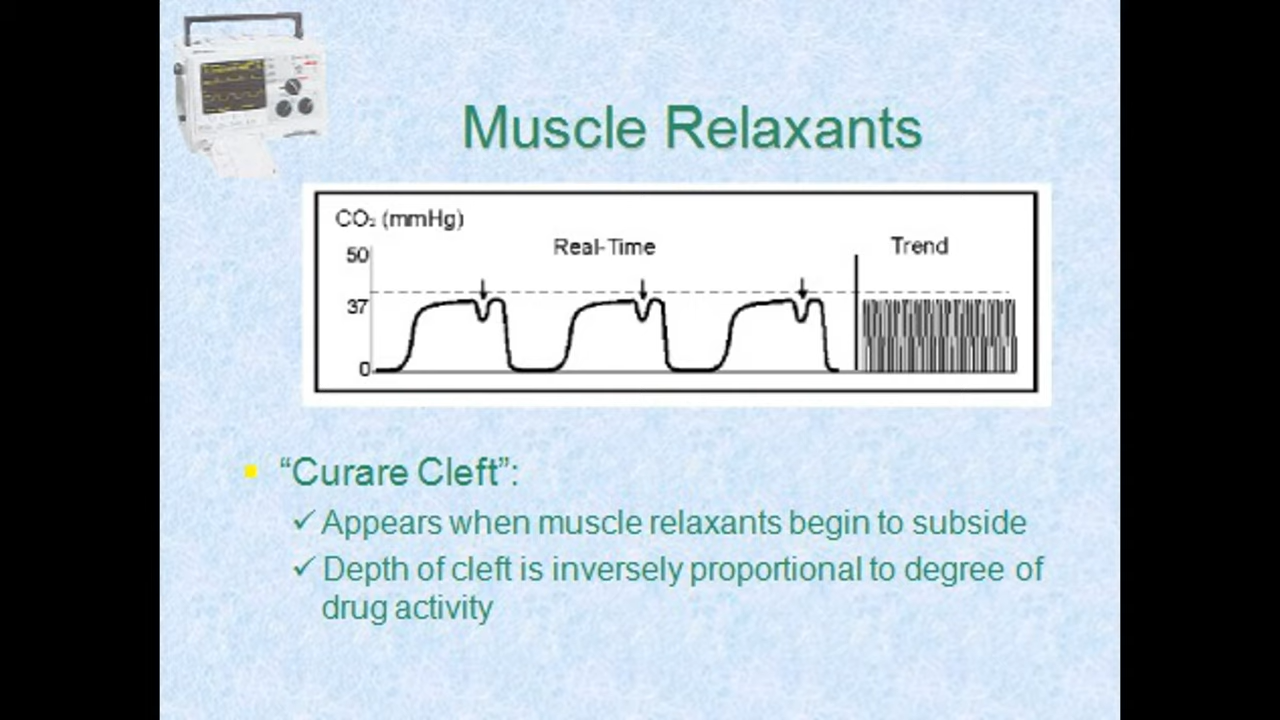 Muscle Relaxants
CO₂ (mmHg)
Real-Time
Trend
50
37
0
“Curare Cleft”:
Appears when muscle relaxants begin to subside
Depth of cleft is inversely proportional to degree of
drug activity